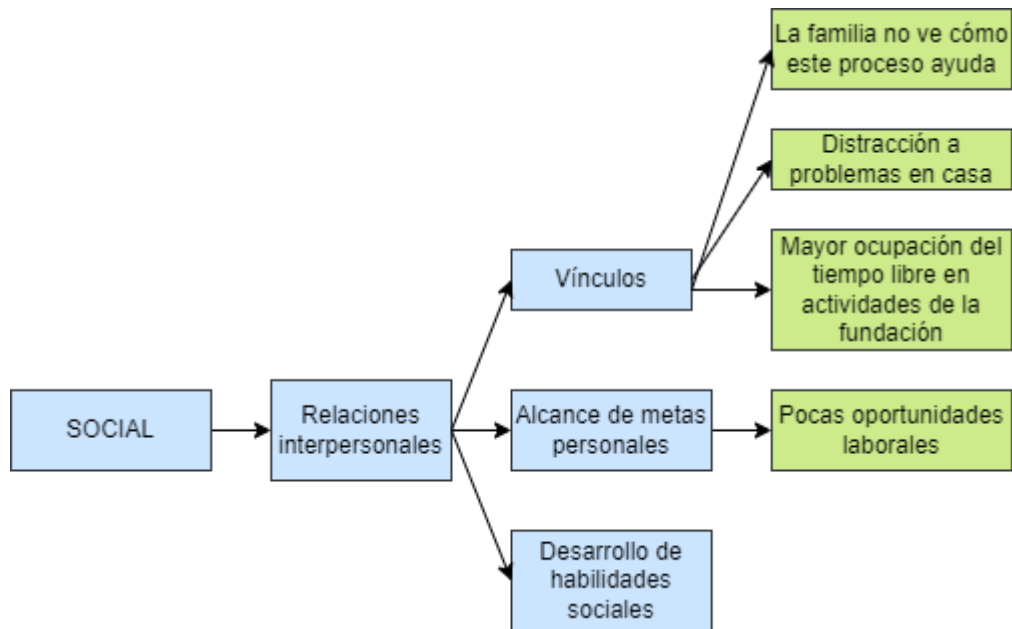 La familia no ve cómo
este proceso ayuda
Distracción a
problemas en casa
Mayor ocupación del
tiempo libre en
actividades de la
fundación
Vínculos
SOCIAL
Relaciones
interpersonales
Alcance de metas
personales
Pocas oportunidades
laborales
Desarrollo de
habilidades
sociales